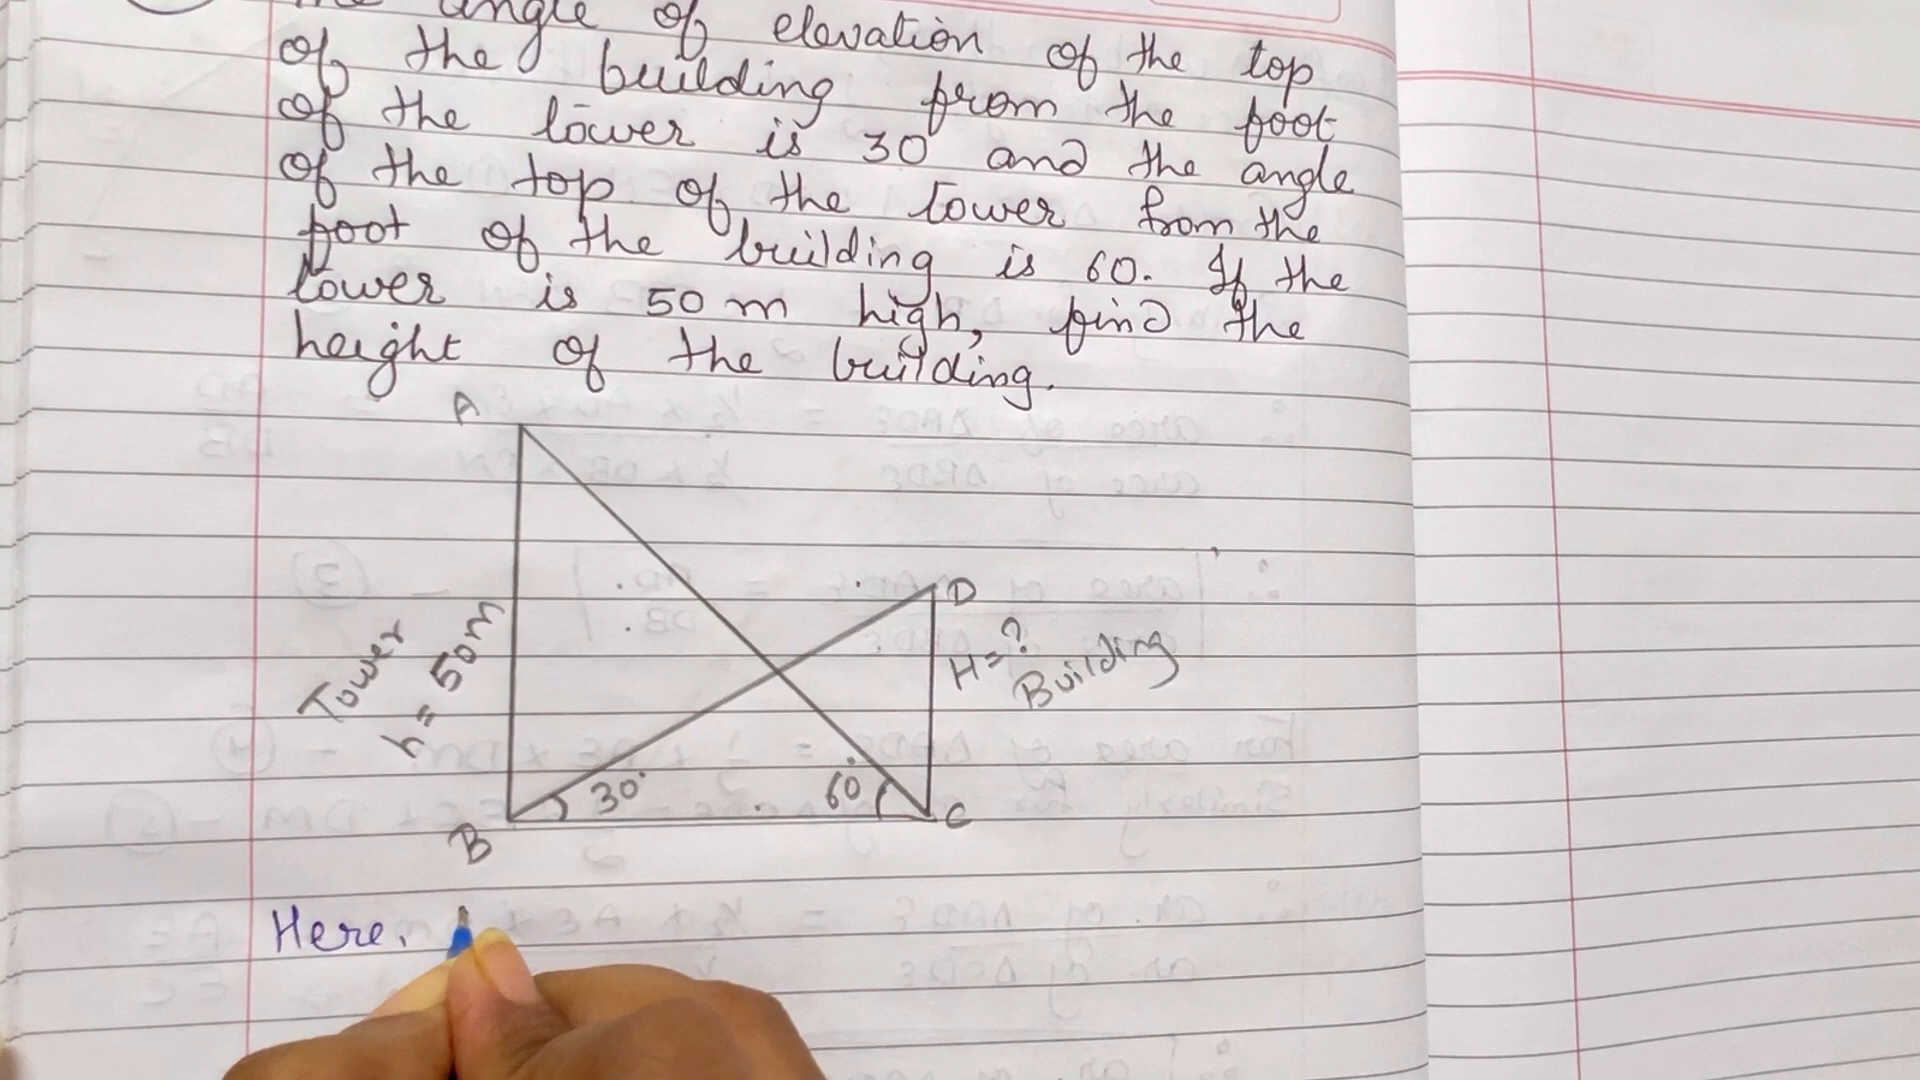 angle of elevation of the top
of the building from the foot
of the tower is 30 and the angle
of the top of the tower from the
foot of the building is 60. If the
tower is 50 m high, find the
height of the building.
A
D
Tower
h = 50m
H=?
Building
30°
60°
B
C
Here,